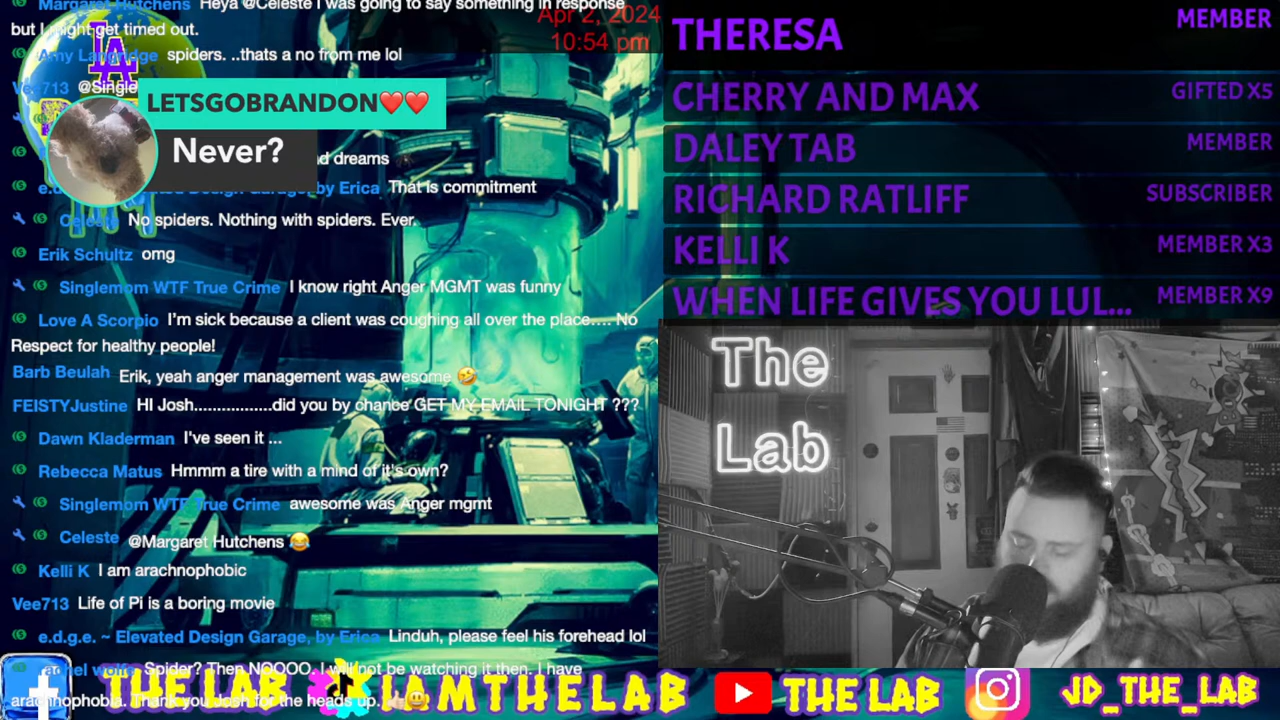 Margaret Hutchens Heya @Celeste I was going to say something in response
but I might get timed out.
Apr 2, 2024
10:54 pm
Amy Langridge spiders. ..thats a no from me lol
Vee713 @Single
LETSGOBRANDON❤️❤️
Never?
d dreams
e.d. Design Garage, by Erica That is commitment
Celeste No spiders. Nothing with spiders. Ever.
Erik Schultz omg
Singlemom WTF True Crime I know right Anger MGMT was funny
Love A Scorpio I'm sick because a client was coughing all over the place.... No
Respect for healthy people!
Barb Beulah Erik, yeah anger management was awesome 🤣
FEISTYJustine HI Josh.................did you by chance GET MY EMAIL TONIGHT ???
Dawn Kladerman I've seen it ...
Rebecca Matus Hmmm a tire with a mind of it's own?
Singlemom WTF True Crime awesome was Anger mgmt
Celeste @Margaret Hutchens 😂
Kelli K I am arachnophobic
Vee713 Life of Pi is a boring movie
e.d.g.e. ~ Elevated Design Garage, by Erica Linduh, please feel his forehead lol
Spider? Then NOOOO. I will not be watching it then. I have
arachnophobia. Thank you Josh for the heads up.
THERESA MEMBER
CHERRY AND MAX GIFTED X5
DALEY TAB MEMBER
RICHARD RATLIFF SUBSCRIBER
KELLI K MEMBER X3
WHEN LIFE GIVES YOU LUL... MEMBER X9
The
Lab
THE LAB IAMTHELAB THE LAB JD_THE_LAB